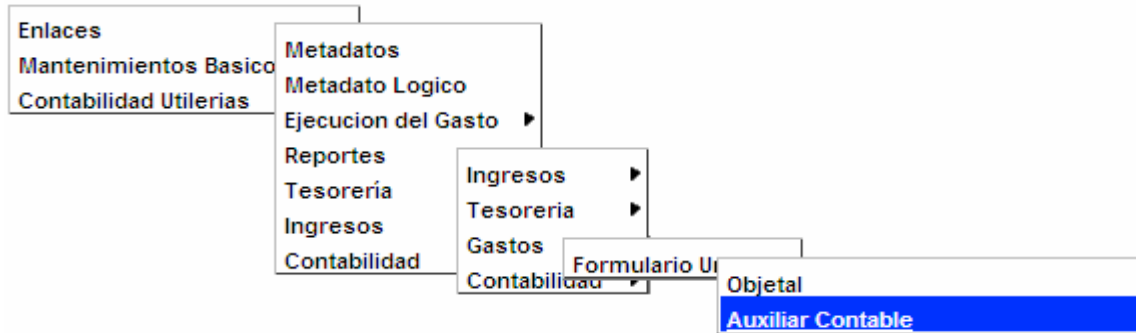 Enlaces
Mantenimientos Basico
Contabilidad Utilerias
Metadatos
Metadato Logico
Ejecucion del Gasto
Reportes
Tesorería
Ingresos
Contabilidad
Ingresos
Tesoreria
Gastos
Contabilidad
Formulario
Objetal
Auxiliar Contable